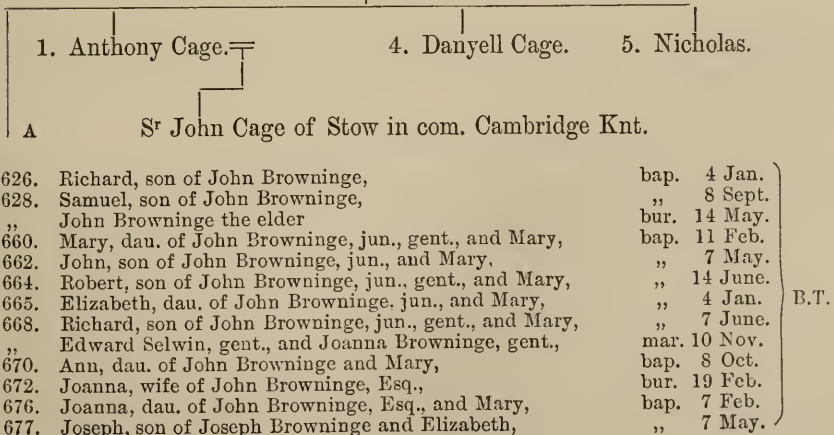 1. Anthony Cage. 4. Danyell Cage. 5. Nicholas.
A Sr John Cage of Stow in com. Cambridge Knt.
626. Richard, son of John Browninge, bap. 4 Jan.
628. Samuel, son of John Browninge, „ 8 Sept.
„ John Browninge the elder bur. 14 May.
660. Mary, dau. of John Browninge, jun., gent., and Mary, bap. 11 Feb.
662. John, son of John Browninge, jun., and Mary, „ 7 May.
664. Robert, son of John Browninge, jun., gent., and Mary, „ 14 June.
665. Elizabeth, dau. of John Browninge, jun., and Mary, „ 4 Jan. B.T.
668. Richard, son of John Browninge, jun., gent., and Mary, „ 7 June.
„ Edward Selwin, gent., and Joanna Browninge, gent., mar. 10 Nov.
670. Ann, dau. of John Browninge and Mary, bap. 8 Oct.
672. Joanna, wife of John Browninge, Esq., bur. 19 Feb.
676. Joanna, dau. of John Browninge, Esq., and Mary, bap. 7 Feb.
677. Joseph, son of Joseph Browninge and Elizabeth, „ 7 May.